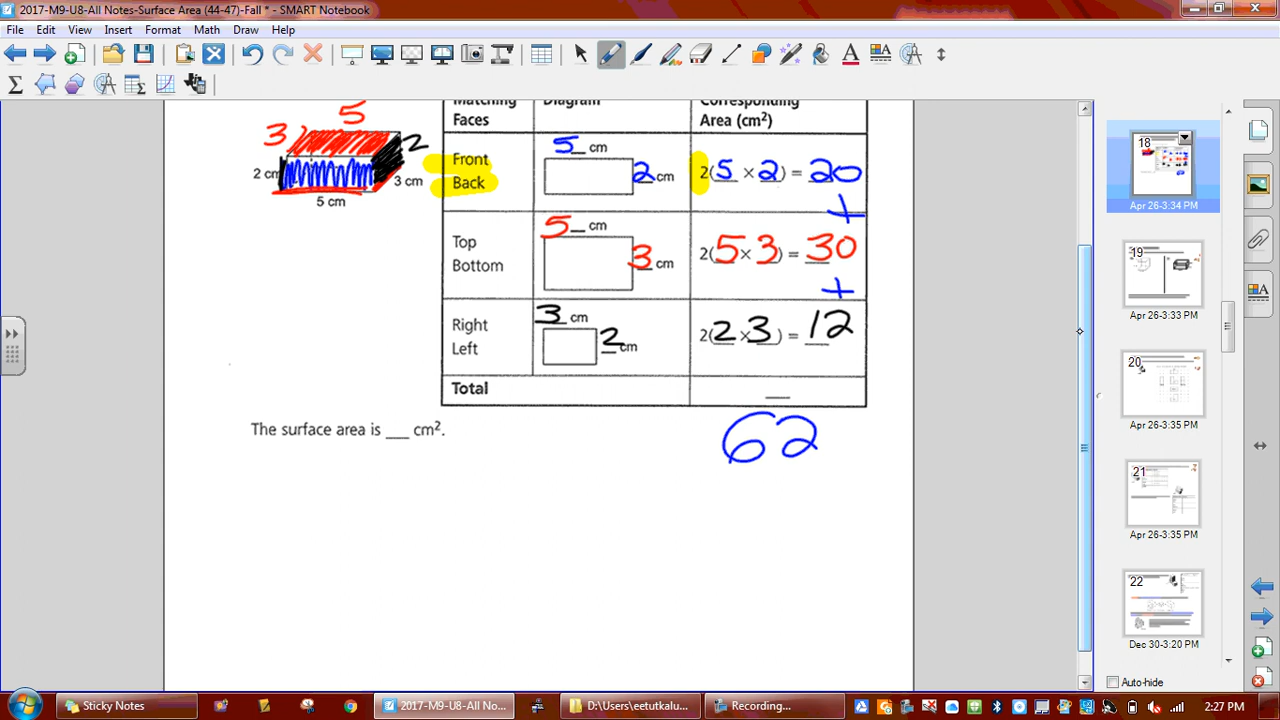 2017-M9-U8-All Notes-Surface Area (44-47)-Fall * - SMART Notebook
File Edit View Insert Format Math Draw Help
Matching Diagram Corresponding
Faces Area (cm²)
5
3
2
2 cm
3 cm
5 cm
Front
Back
5 cm
2 cm
2(5 × 2) = 20
+
Top
Bottom
5 cm
3 cm
2(5 × 3) = 30
+
Right
Left
3 cm
2 cm
2(2 × 3) = 12
Total __
62
The surface area is ___ cm².
18
Apr 26-3:34 PM
19
Apr 26-3:33 PM
20
Apr 26-3:35 PM
21
Apr 26-3:35 PM
22
Dec 30-3:20 PM
Auto-hide
Sticky Notes
2017-M9-U8-All No...
D:\Users\eetutkalu...
Recording...
2:27 PM